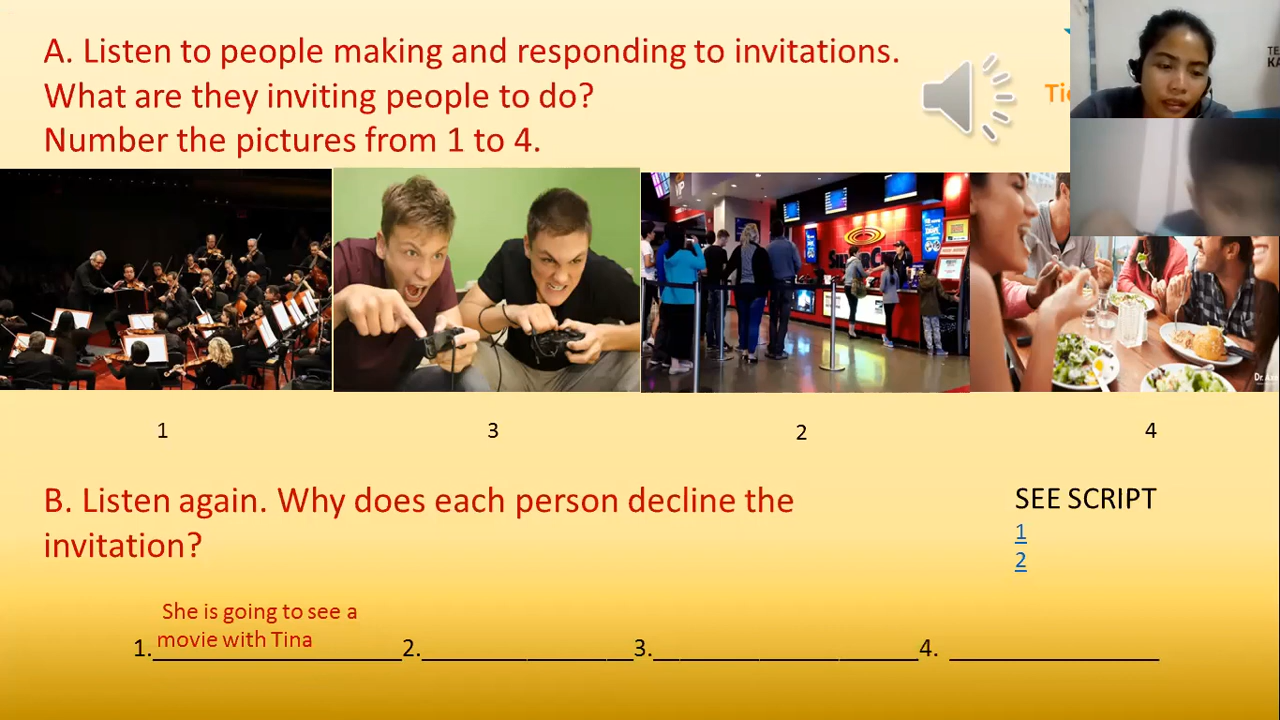 A. Listen to people making and responding to invitations.
What are they inviting people to do?
Number the pictures from 1 to 4.
1
3
2
4
B. Listen again. Why does each person decline the
invitation?
SEE SCRIPT
1
2
She is going to see a
movie with Tina
1.
2.
3.
4.